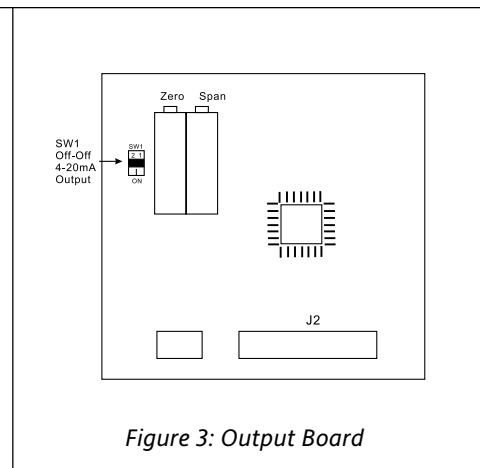 Zero Span
SW1
Off-Off
4-20mA
Output
SW1
2 1
ON
J2
Figure 3: Output Board